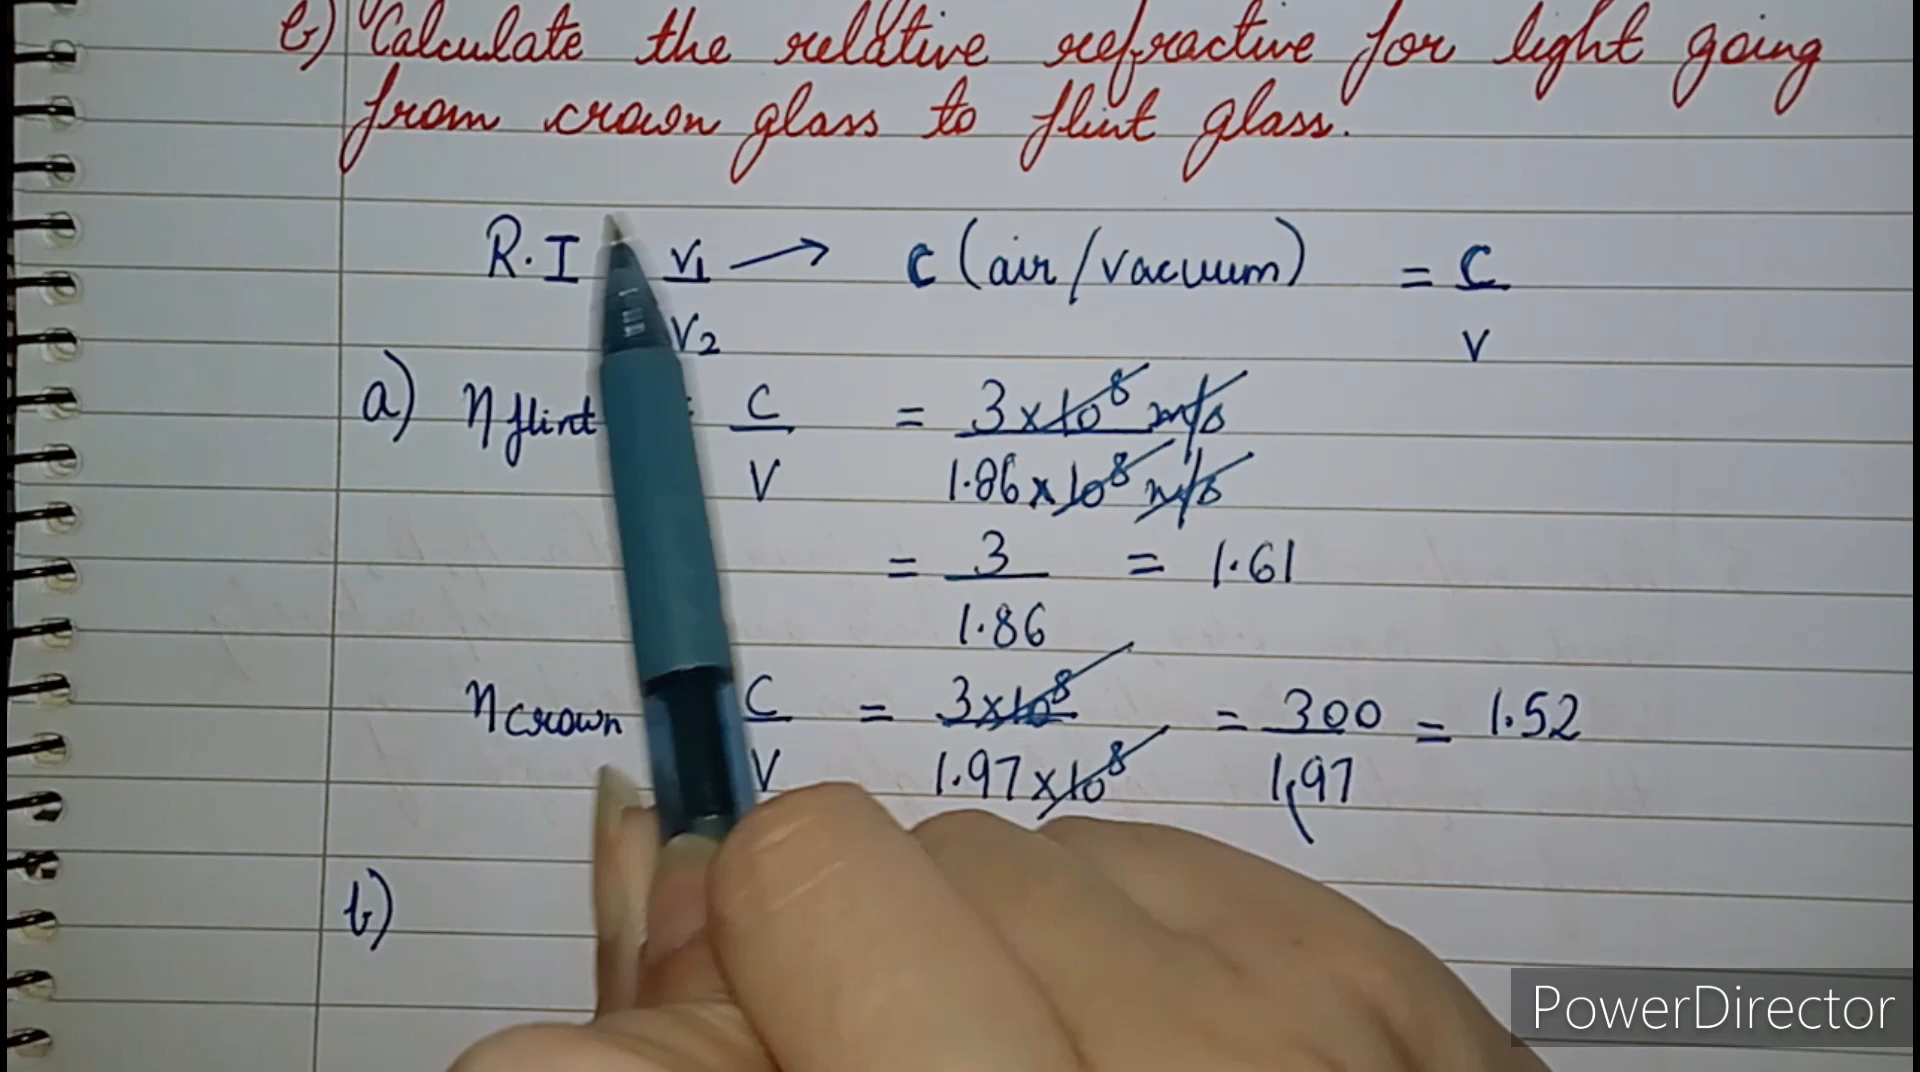 b) Calculate the relative refractive for light going
from crown glass to flint glass.
R.I v1 → c (air/vacuum) = c
v2 v
a) η flint = c = 3×10⁸ m/s
v 1.86×10⁸ m/s
= 3 = 1.61
1.86
η crown c = 3×10⁸ = 300 = 1.52
v 1.97×10⁸ 1,97
b)
PowerDirector